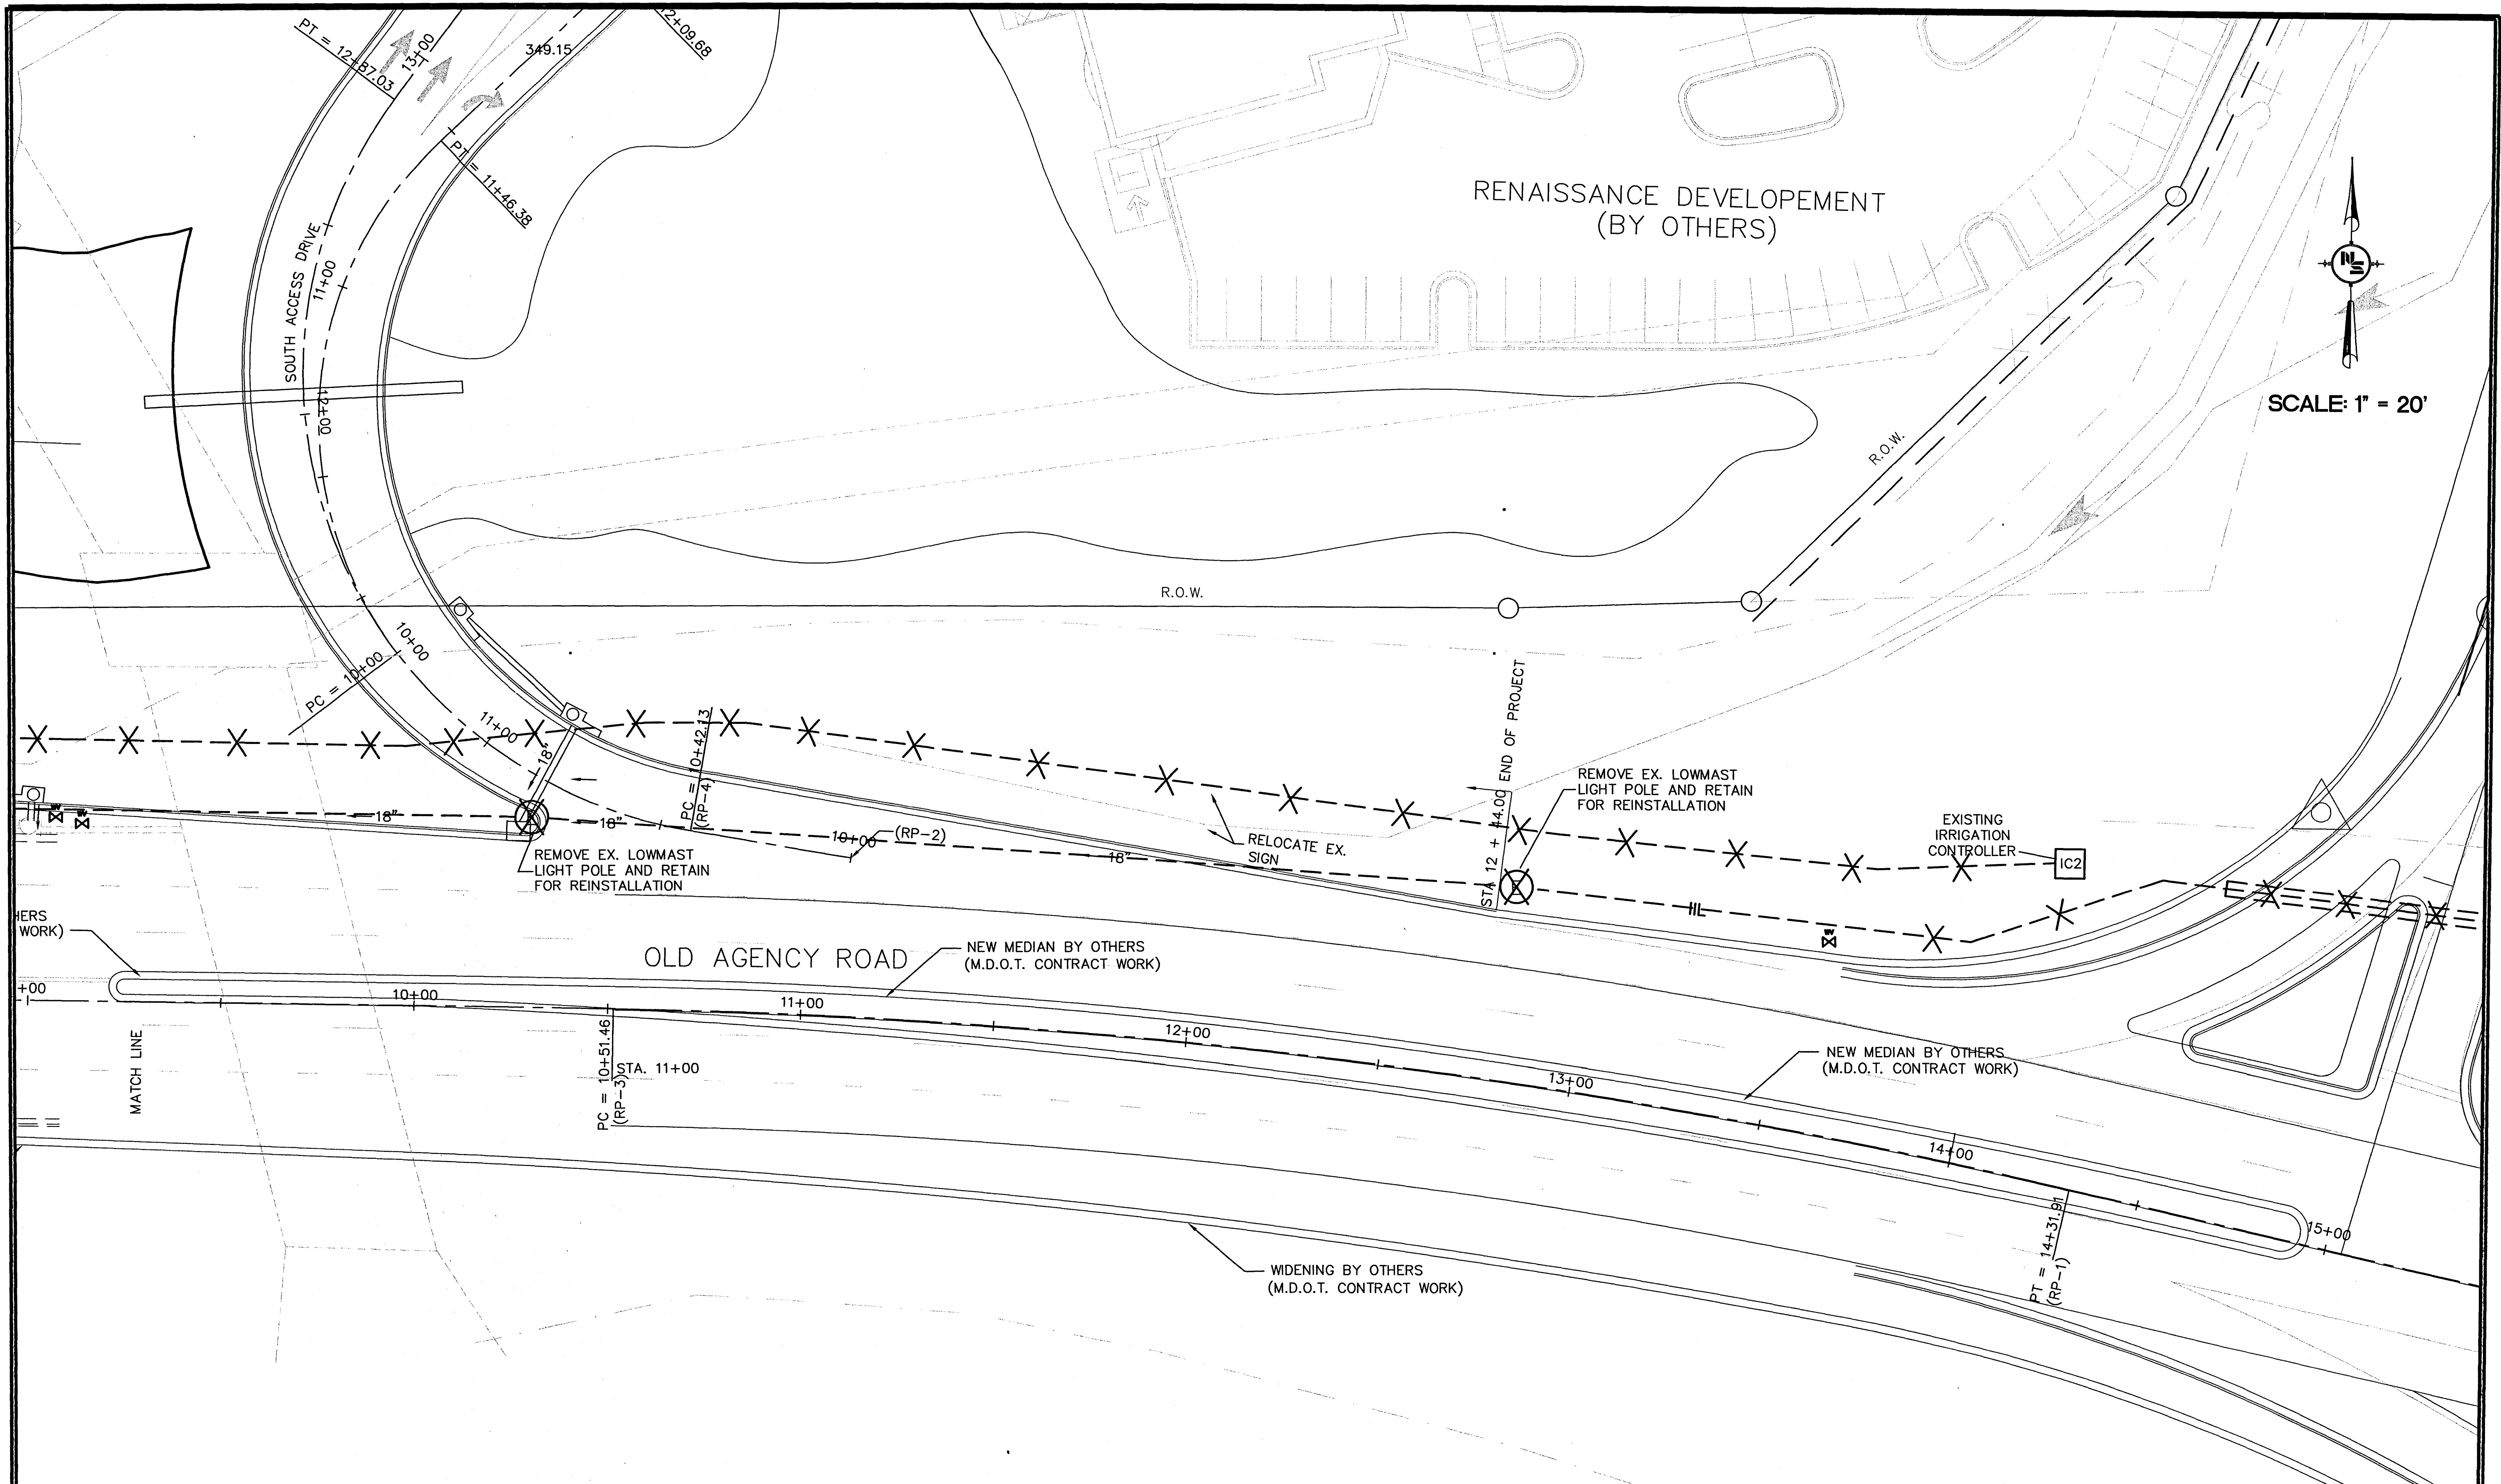 PT = 12+87.03
13+00
349.15
12+09.68
PT = 11+46.38
RENAISSANCE DEVELOPEMENT
(BY OTHERS)
SOUTH ACCESS DRIVE
11+00
12+00
NS
SCALE: 1" = 20'
R.O.W.
R.O.W.
10+00
PC = 10+00
11+00
18"
PC = 10+42.13
(RP-4)
STA 12 + 44.00 END OF PROJECT
REMOVE EX. LOWMAST
LIGHT POLE AND RETAIN
FOR REINSTALLATION
EXISTING
IRRIGATION
CONTROLLER
IC2
WV
WV
18"
18"
10+00
(RP-2)
18"
RELOCATE EX.
SIGN
REMOVE EX. LOWMAST
LIGHT POLE AND RETAIN
FOR REINSTALLATION
WV
HERS
WORK)
OLD AGENCY ROAD
NEW MEDIAN BY OTHERS
(M.D.O.T. CONTRACT WORK)
+00
10+00
11+00
12+00
13+00
14+00
15+00
MATCH LINE
PC = 10+51.46
(RP-3)
STA. 11+00
NEW MEDIAN BY OTHERS
(M.D.O.T. CONTRACT WORK)
PT = 14+31.91
(RP-1)
WIDENING BY OTHERS
(M.D.O.T. CONTRACT WORK)